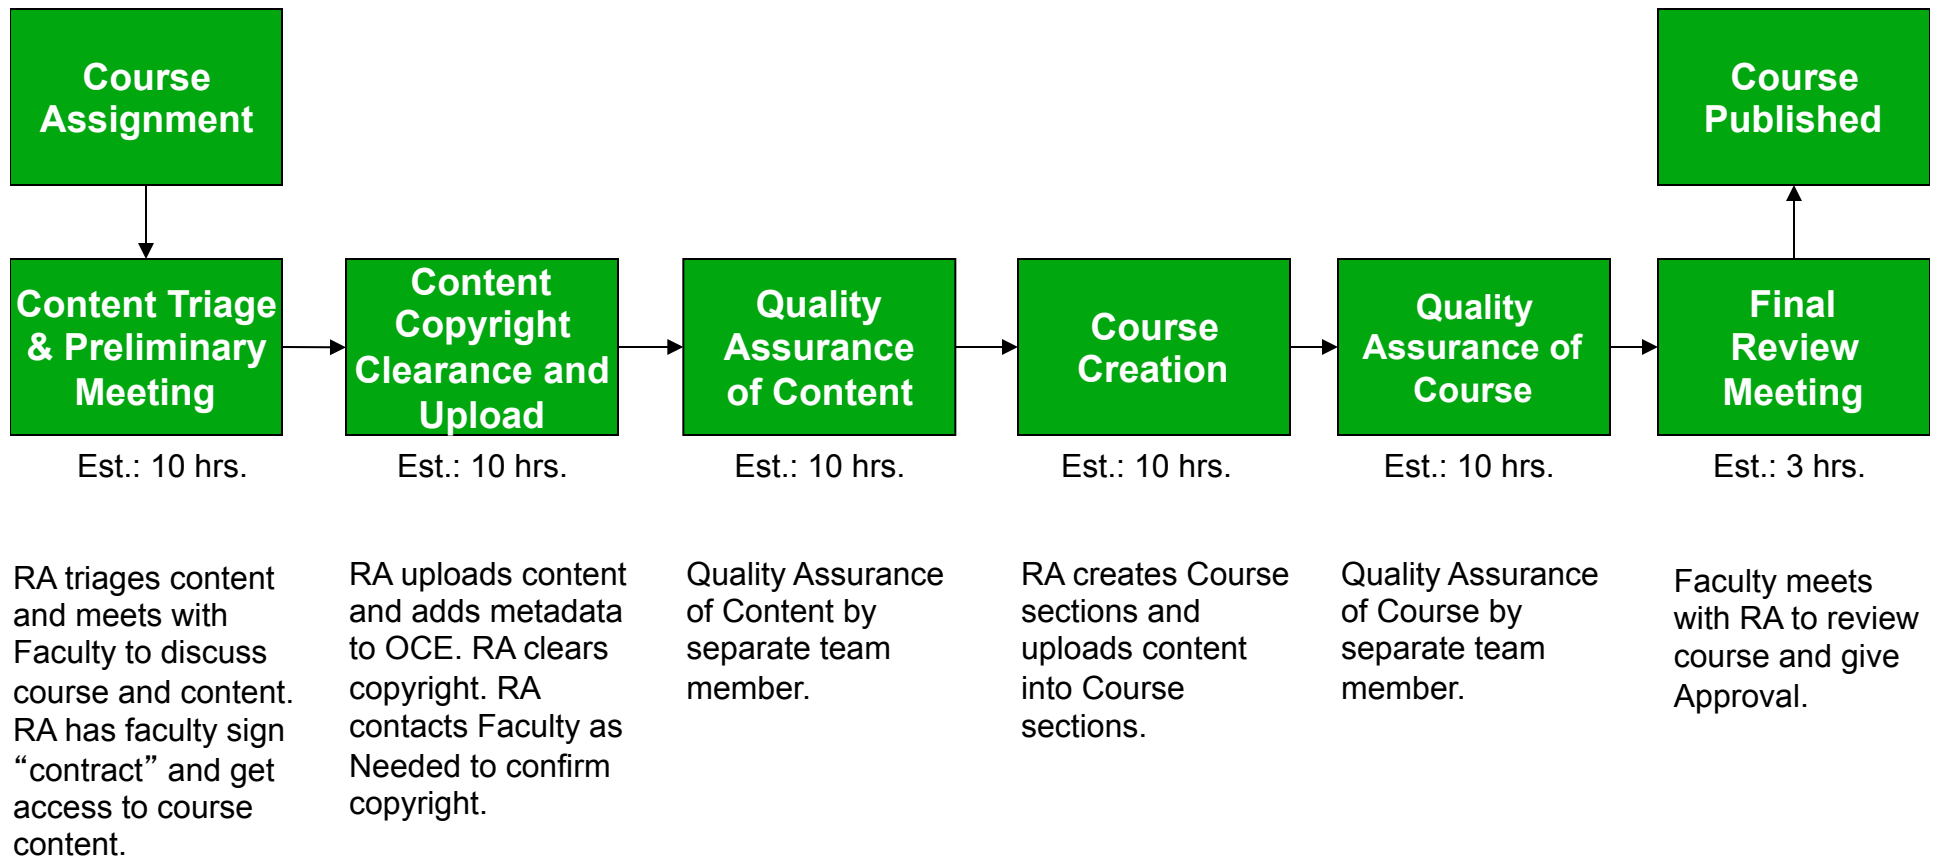 Course
Assignment
Course
Published
Content Triage
& Preliminary
Meeting
Content
Copyright
Clearance and
Upload
Quality
Assurance
of Content
Course
Creation
Quality
Assurance of
Course
Final
Review
Meeting
Est.: 10 hrs.
Est.: 10 hrs.
Est.: 10 hrs.
Est.: 10 hrs.
Est.: 10 hrs.
Est.: 3 hrs.
RA triages content
and meets with
Faculty to discuss
course and content.
RA has faculty sign
“contract” and get
access to course
content.
RA uploads content
and adds metadata
to OCE. RA clears
copyright. RA
contacts Faculty as
Needed to confirm
copyright.
Quality Assurance
of Content by
separate team
member.
RA creates Course
sections and
uploads content
into Course
sections.
Quality Assurance
of Course by
separate team
member.
Faculty meets
with RA to review
course and give
Approval.